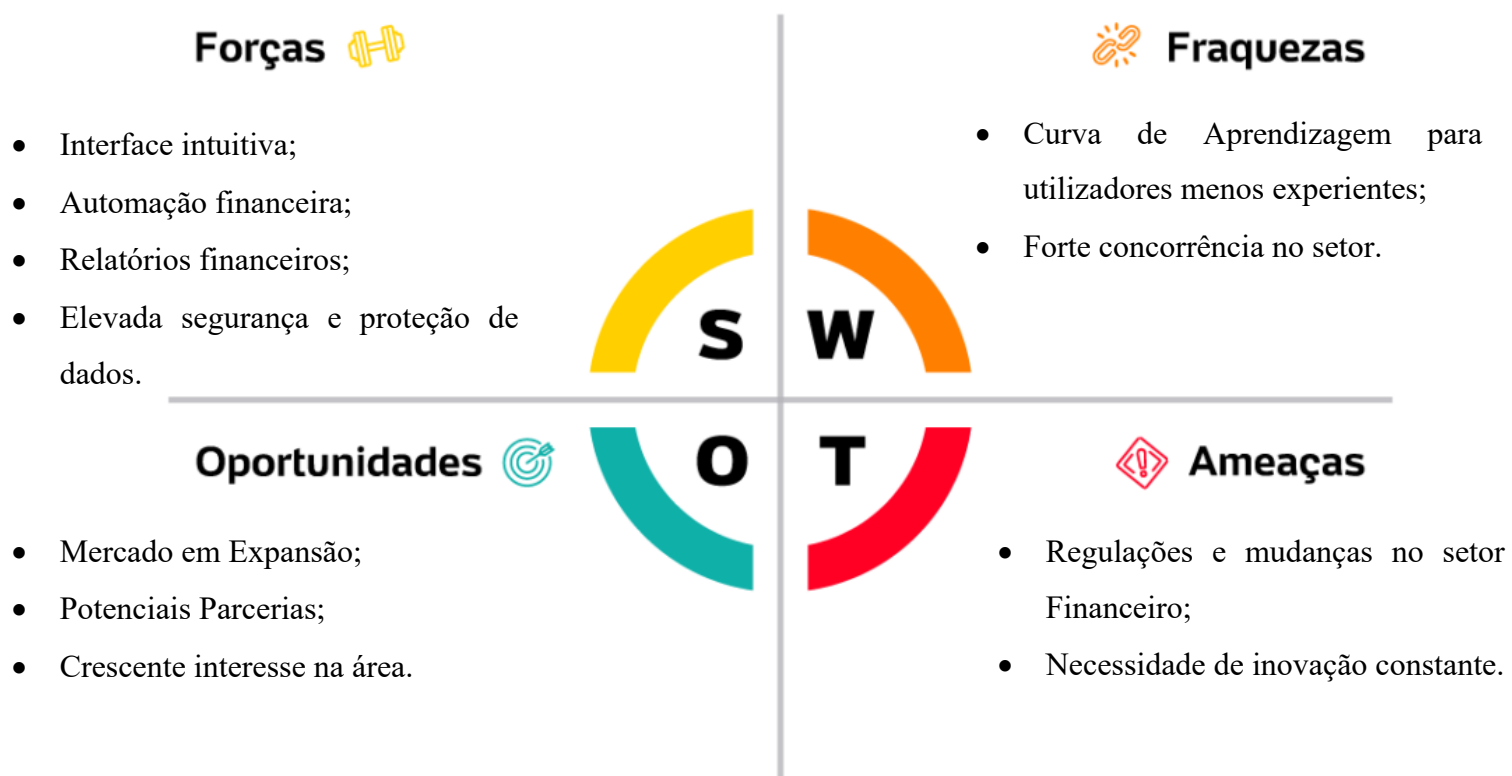 Forças
• Interface intuitiva;
• Automação financeira;
• Relatórios financeiros;
• Elevada segurança e proteção de
dados.
Fraquezas
• Curva de Aprendizagem para
utilizadores menos experientes;
• Forte concorrência no setor.
S W
O T
Oportunidades
• Mercado em Expansão;
• Potenciais Parcerias;
• Crescente interesse na área.
Ameaças
• Regulações e mudanças no setor
Financeiro;
• Necessidade de inovação constante.